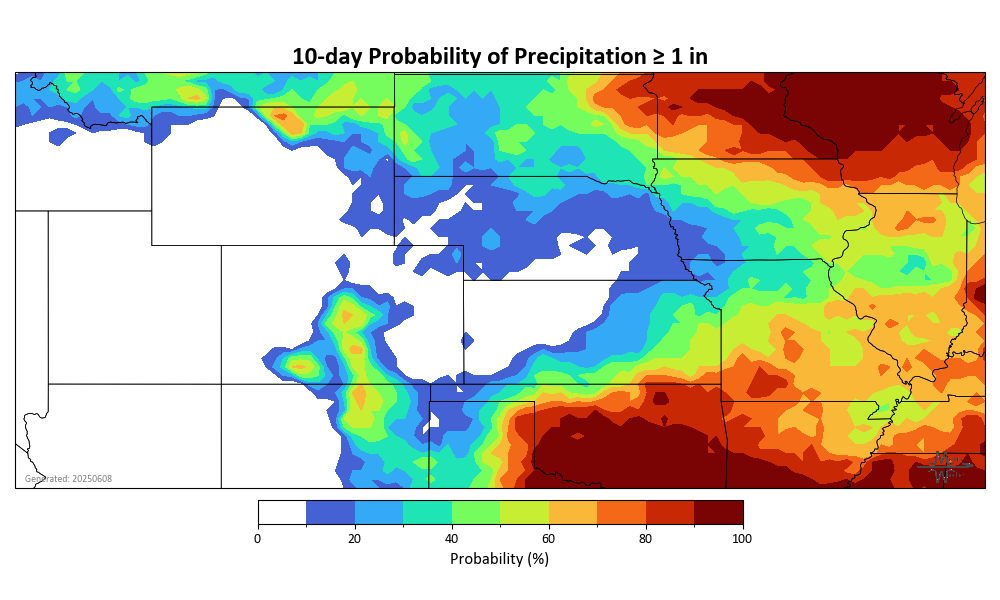 10-day Probability of Precipitation ≥ 1 in
Generated: 20250608
0 20 40 60 80 100
Probability (%)